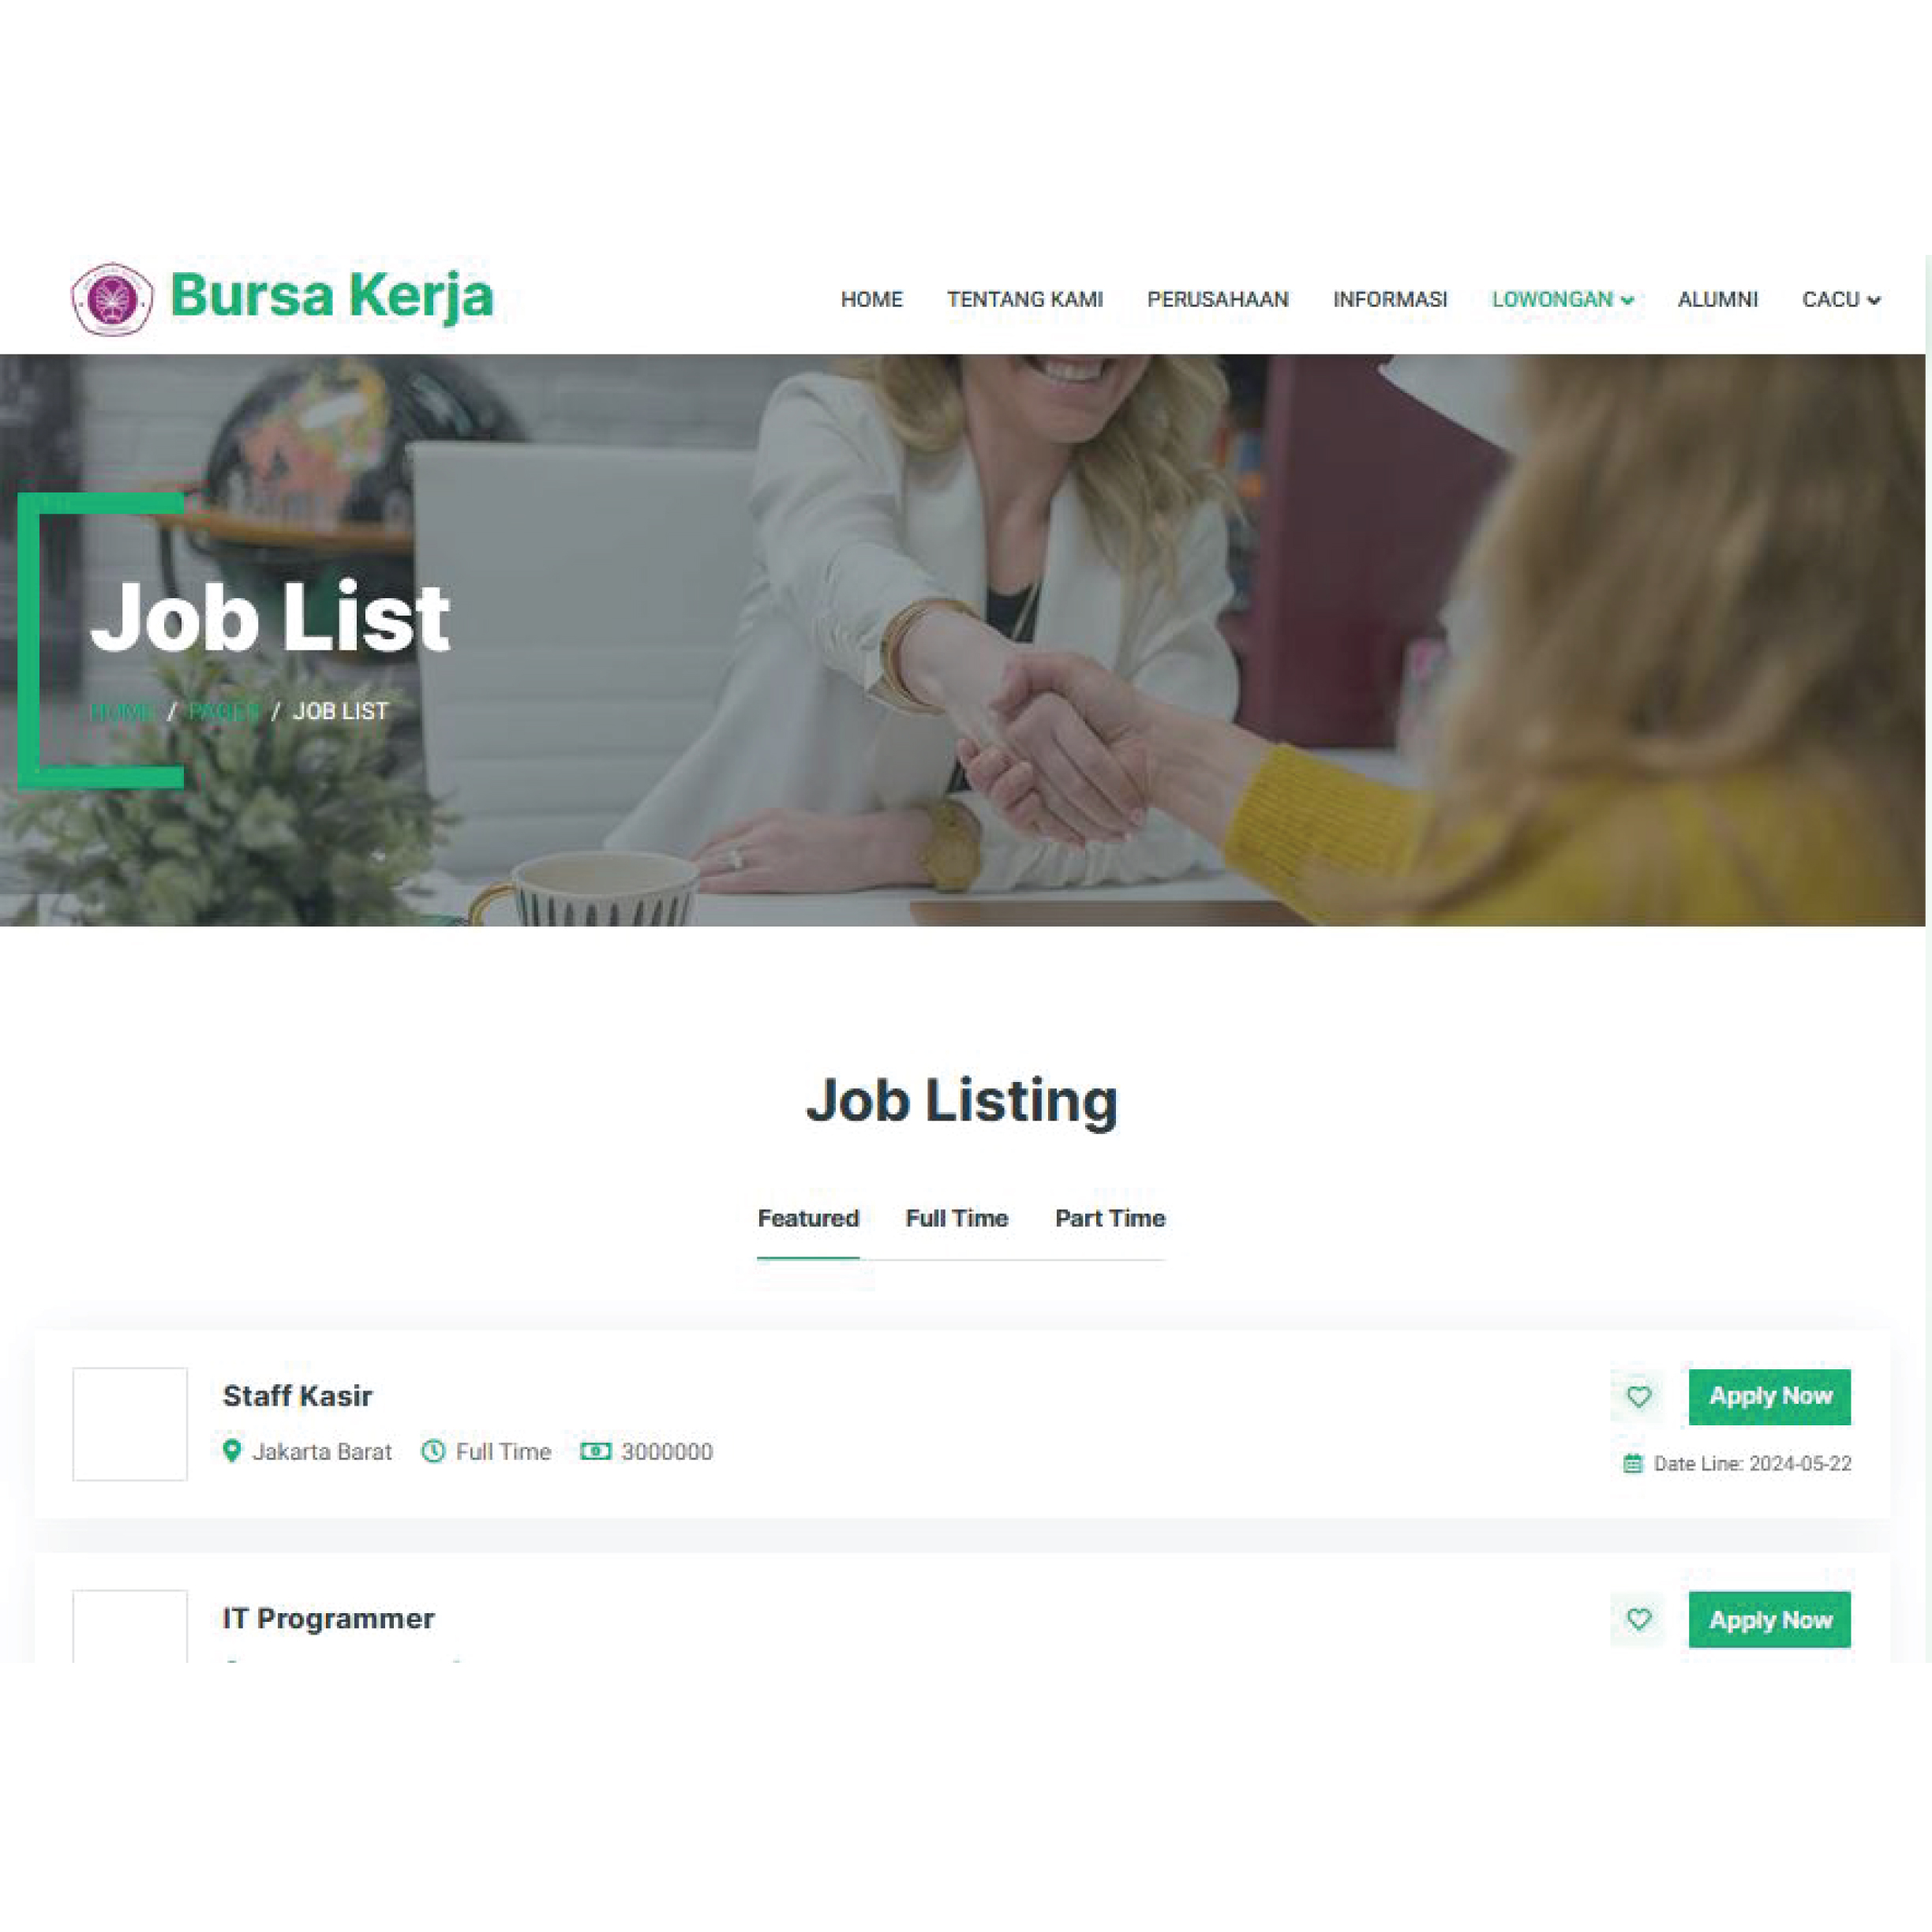 Bursa Kerja
HOME TENTANG KAMI PERUSAHAAN INFORMASI LOWONGAN ALUMNI CACU
Job List
HOME / PAGES / JOB LIST
Job Listing
Featured Full Time Part Time
Staff Kasir
Apply Now
Jakarta Barat Full Time 3000000
Date Line: 2024-05-22
IT Programmer
Apply Now